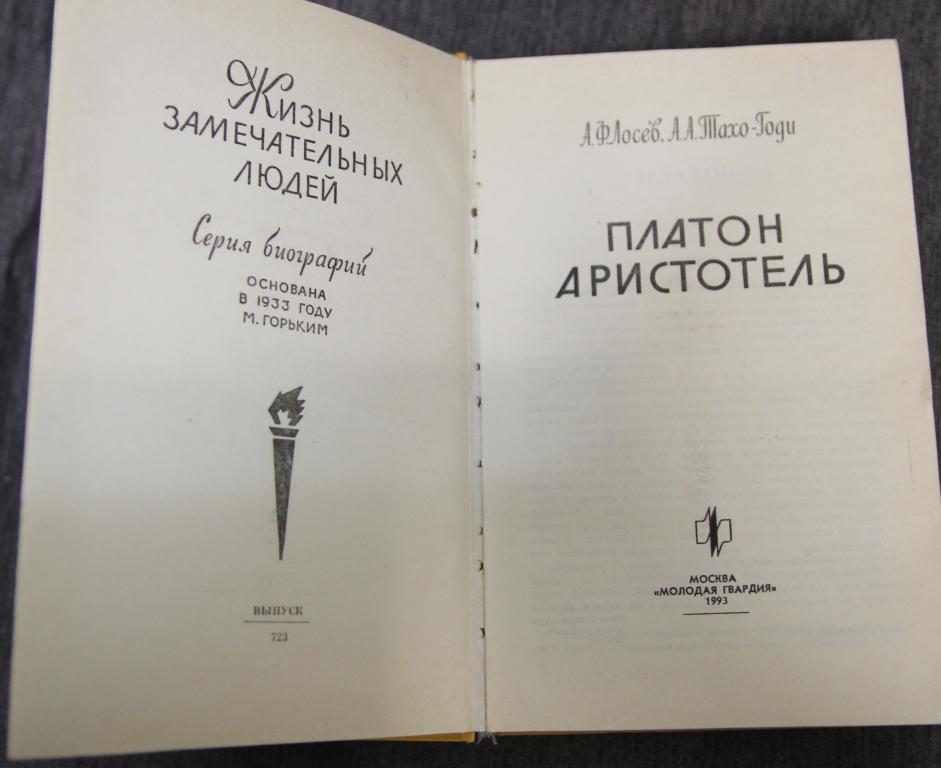 Жизнь
ЗАМЕЧАТЕЛЬНЫХ
ЛЮДЕЙ
Серия биографий
ОСНОВАНА
В 1933 ГОДУ
М. ГОРЬКИМ
ВЫПУСК
723
А.Ф.Лосев, А.А.Тахо-Годи
ПЛАТОН
АРИСТОТЕЛЬ
МОСКВА
«МОЛОДАЯ ГВАРДИЯ»
1993